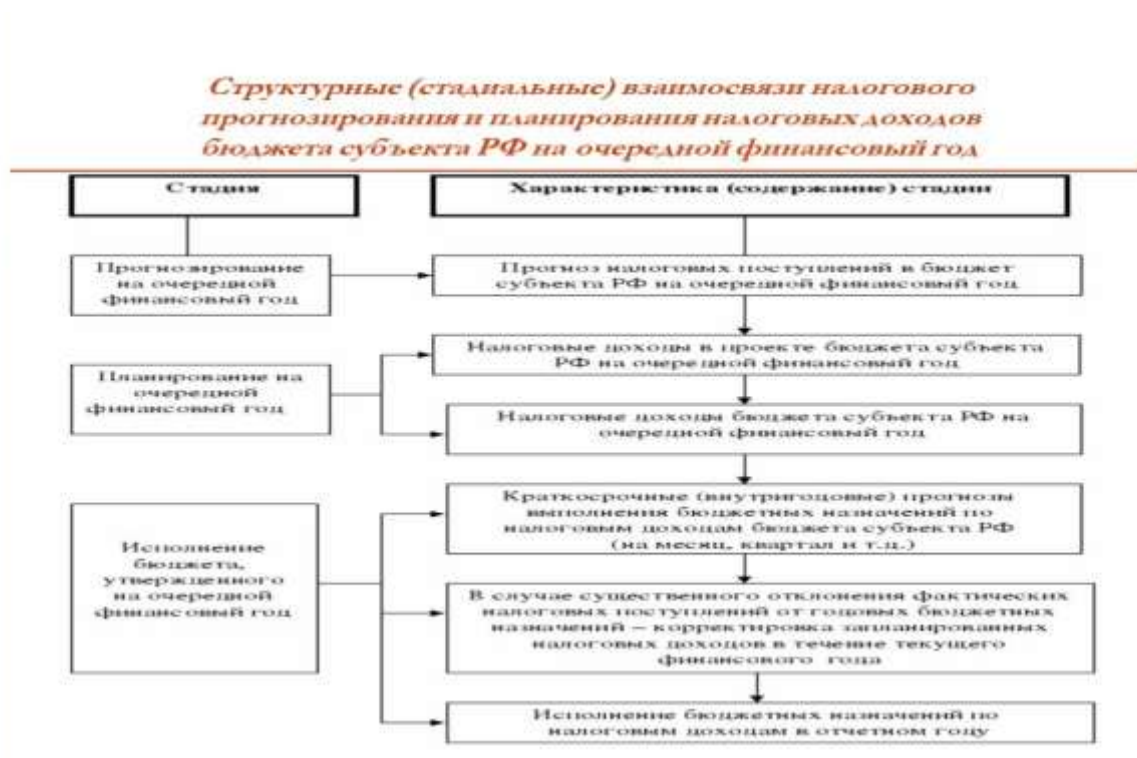 Структурные (стадиальные) взаимосвязи налогового
прогнозирования и планирования налоговых доходов
бюджета субъекта РФ на очередной финансовый год
Стадия
Характеристика (содержание) стадии
Прогнозирование
на очередной
финансовый год
Прогноз налоговых поступлений в бюджет
субъекта РФ на очередной финансовый год
Планирование на
очередной
финансовый год
Налоговые доходы в проекте бюджета субъекта
РФ на очередной финансовый год
Налоговые доходы бюджета субъекта РФ на
очередной финансовый год
Исполнение
бюджета,
утвержденного
на очередной
финансовый год
Краткосрочные (внутригодовые) прогнозы
выполнения бюджетных назначений по
налоговым доходам бюджета субъекта РФ
(на месяц, квартал и т.д.)
В случае существенного отклонения фактических
налоговых поступлений от годовых бюджетных
назначений – корректировка запланированных
налоговых доходов в течение текущего
финансового года
Исполнение бюджетных назначений по
налоговым доходам в отчетном году